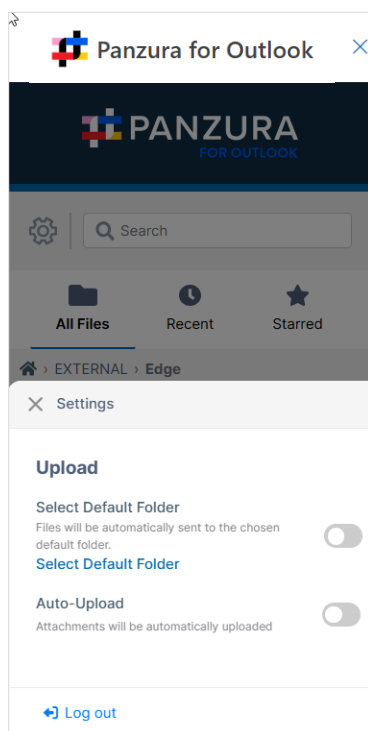 Panzura for Outlook
PANZURA
FOR OUTLOOK
Search
All Files
Recent
Starred
EXTERNAL › Edge
Settings
Upload
Select Default Folder
Files will be automatically sent to the chosen
default folder.
Select Default Folder
Auto-Upload
Attachments will be automatically uploaded
Log out